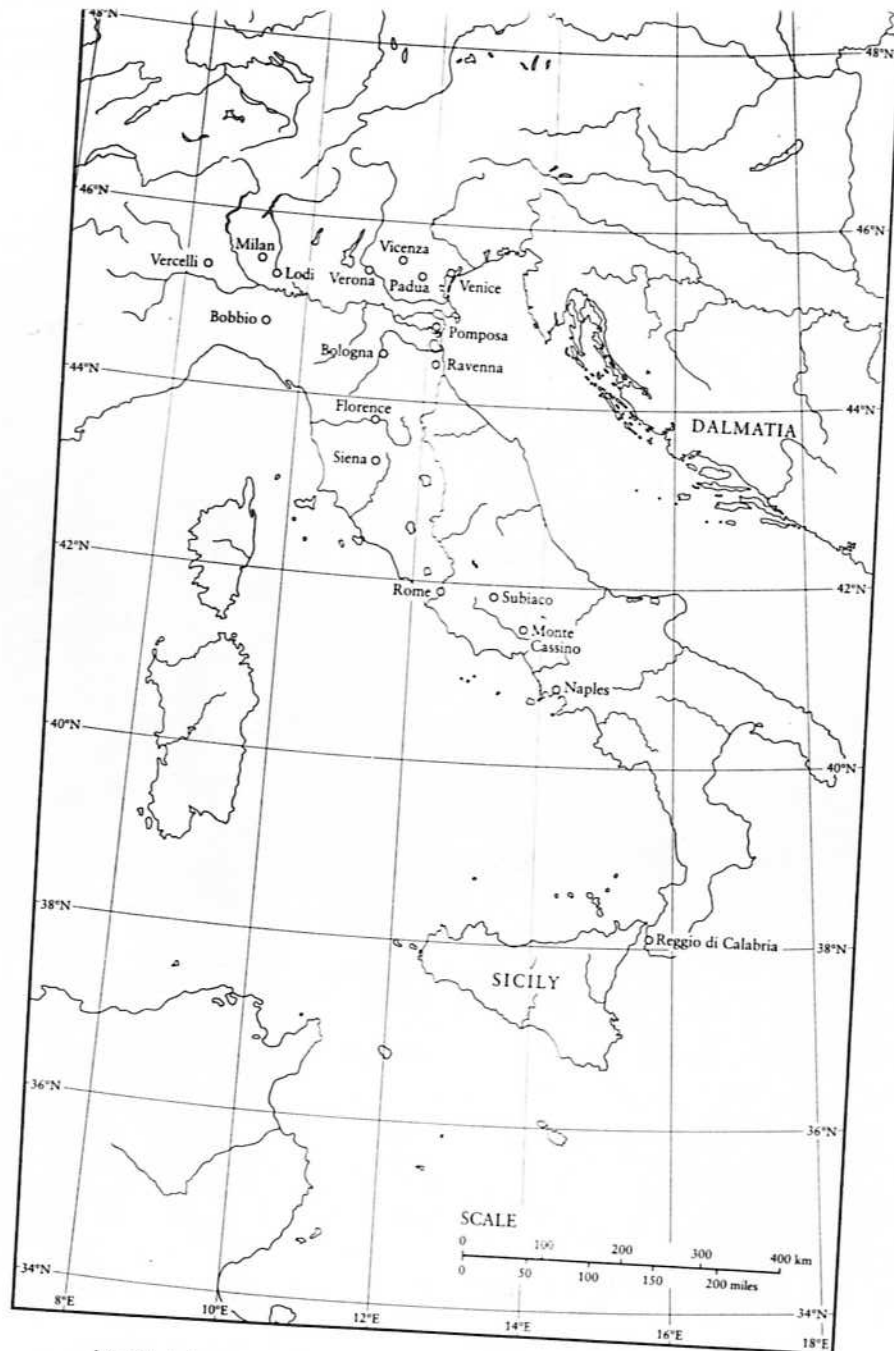 48°N
48°N
46°N
46°N
Vicenza
Milan
Vercelli
Lodi
Verona
Padua
Venice
Bobbio
Pomposa
Bologna
Ravenna
44°N
44°N
Florence
DALMATIA
Siena
42°N
42°N
Rome
Subiaco
Monte
Cassino
Naples
40°N
40°N
38°N
Reggio di Calabria
38°N
SICILY
36°N
36°N
SCALE
0 100 200 300 400 km
0 50 100 150 200 miles
34°N
34°N
8°E 10°E 12°E 14°E 16°E 18°E